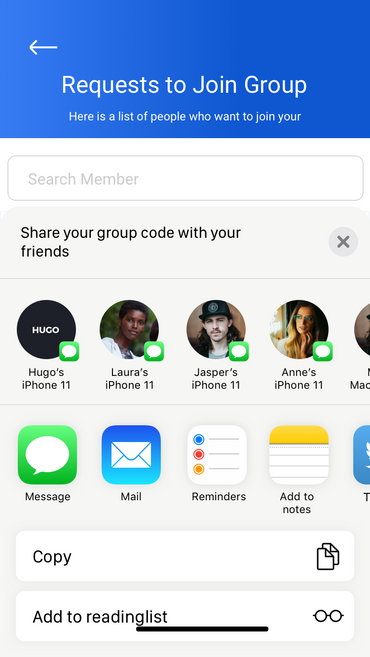 Requests to Join Group
Here is a list of people who want to join your
Search Member
Share your group code with your
friends
HUGO
Hugo's
iPhone 11
Laura's
iPhone 11
Jasper's
iPhone 11
Anne's
iPhone 11
M
Mac
Message
Mail
Reminders
Add to
notes
T
Copy
Add to readinglist